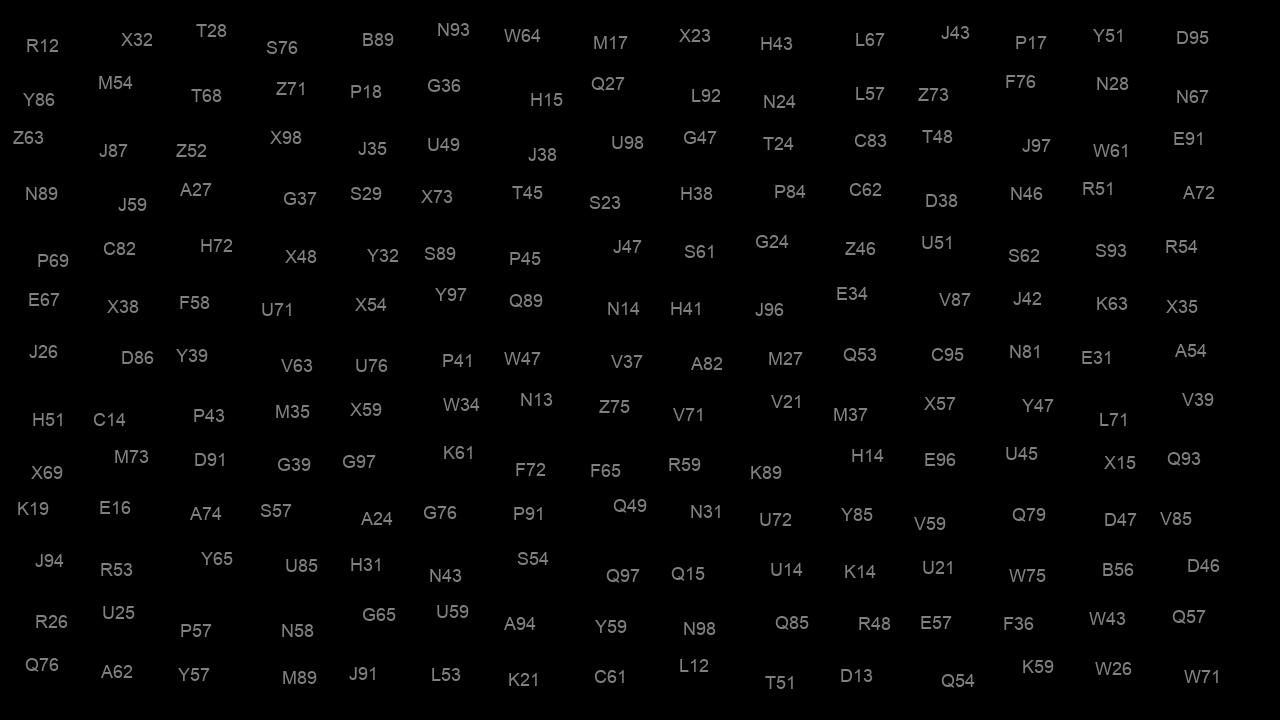 R12 X32 T28 S76 B89 N93 W64 M17 X23 H43 L67 J43 P17 Y51 D95
Y86 M54 T68 Z71 P18 G36 H15 Q27 L92 N24 L57 Z73 F76 N28 N67
Z63 J87 Z52 X98 J35 U49 J38 U98 G47 T24 C83 T48 J97 W61 E91
N89 J59 A27 G37 S29 X73 T45 S23 H38 P84 C62 D38 N46 R51 A72
P69 C82 H72 X48 Y32 S89 P45 J47 S61 G24 Z46 U51 S62 S93 R54
E67 X38 F58 U71 X54 Y97 Q89 N14 H41 J96 E34 V87 J42 K63 X35
J26 D86 Y39 V63 U76 P41 W47 V37 A82 M27 Q53 C95 N81 E31 A54
H51 C14 P43 M35 X59 W34 N13 Z75 V71 V21 M37 X57 Y47 L71 V39
X69 M73 D91 G39 G97 K61 F72 F65 R59 K89 H14 E96 U45 X15 Q93
K19 E16 A74 S57 A24 G76 P91 Q49 N31 U72 Y85 V59 Q79 D47 V85
J94 R53 Y65 U85 H31 N43 S54 Q97 Q15 U14 K14 U21 W75 B56 D46
R26 U25 P57 N58 G65 U59 A94 Y59 N98 Q85 R48 E57 F36 W43 Q57
Q76 A62 Y57 M89 J91 L53 K21 C61 L12 T51 D13 Q54 K59 W26 W71